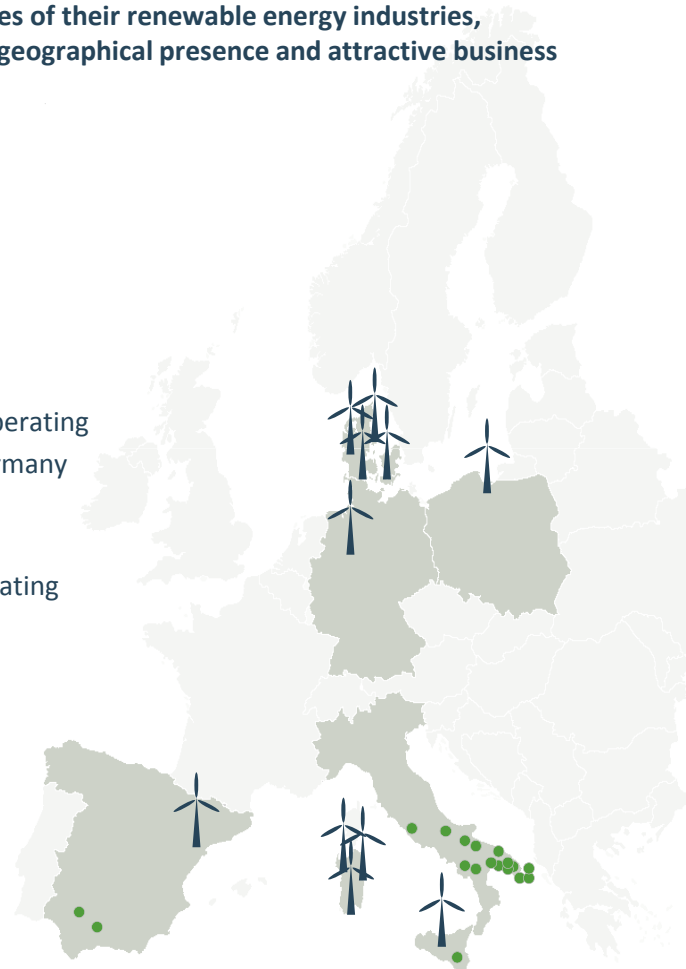 es of their renewable energy industries,
geographical presence and attractive business
perating
rmany
ating